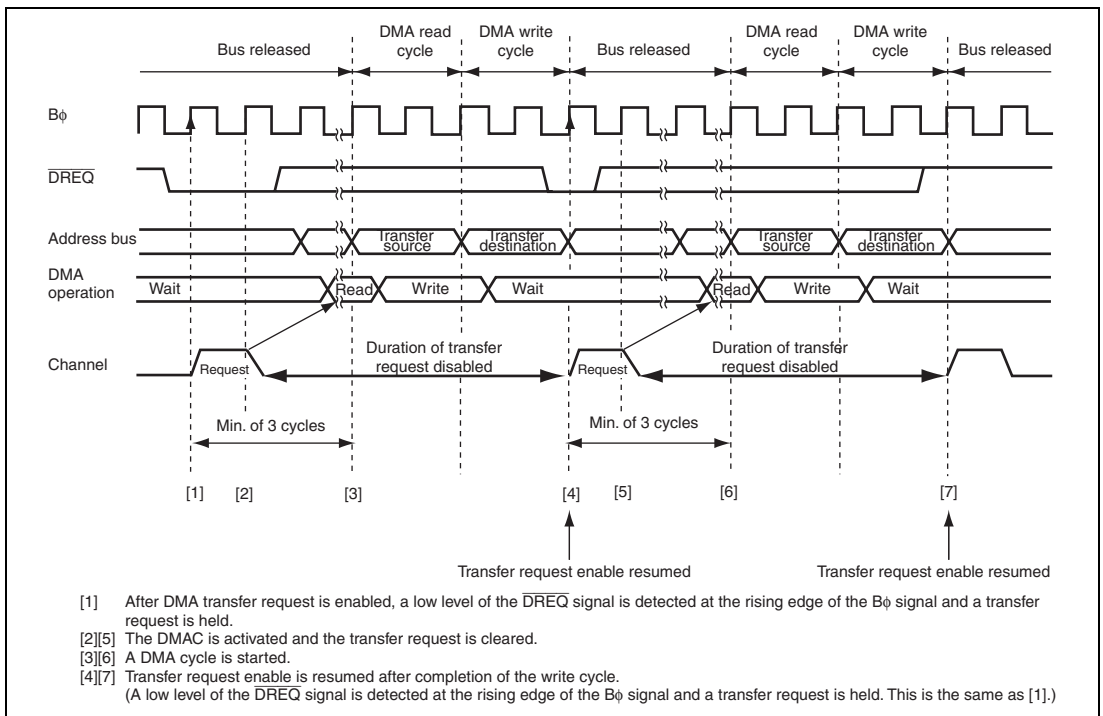 Bus released
DMA read cycle
DMA write cycle
Bus released
DMA read cycle
DMA write cycle
Bus released
Bφ
DREQ
Address bus
Transfer source
Transfer destination
Transfer source
Transfer destination
DMA operation
Wait
Read
Write
Wait
Read
Write
Wait
Channel
Request
Duration of transfer request disabled
Request
Duration of transfer request disabled
Min. of 3 cycles
Min. of 3 cycles
[1] [2] [3] [4] [5] [6] [7]
Transfer request enable resumed
Transfer request enable resumed
[1] After DMA transfer request is enabled, a low level of the DREQ signal is detected at the rising edge of the Bφ signal and a transfer
request is held.
[2][5] The DMAC is activated and the transfer request is cleared.
[3][6] A DMA cycle is started.
[4][7] Transfer request enable is resumed after completion of the write cycle.
(A low level of the DREQ signal is detected at the rising edge of the Bφ signal and a transfer request is held. This is the same as [1].)